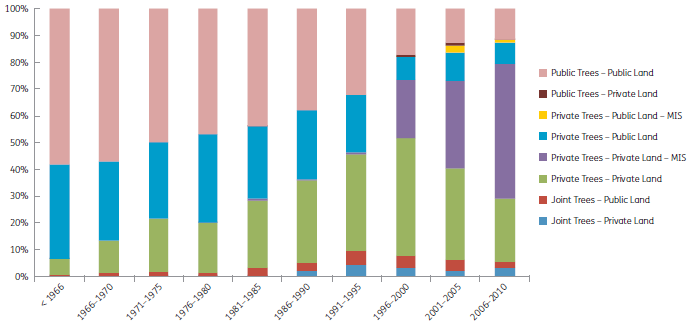 100%
90%
80%
70%
60%
50%
40%
30%
20%
10%
0%
< 1966
1966–1970
1971–1975
1976–1980
1981–1985
1986–1990
1991–1995
1996–2000
2001–2005
2006–2010
Public Trees – Public Land
Public Trees – Private Land
Private Trees – Public Land – MIS
Private Trees – Public Land
Private Trees – Private Land – MIS
Private Trees – Private Land
Joint Trees – Public Land
Joint Trees – Private Land